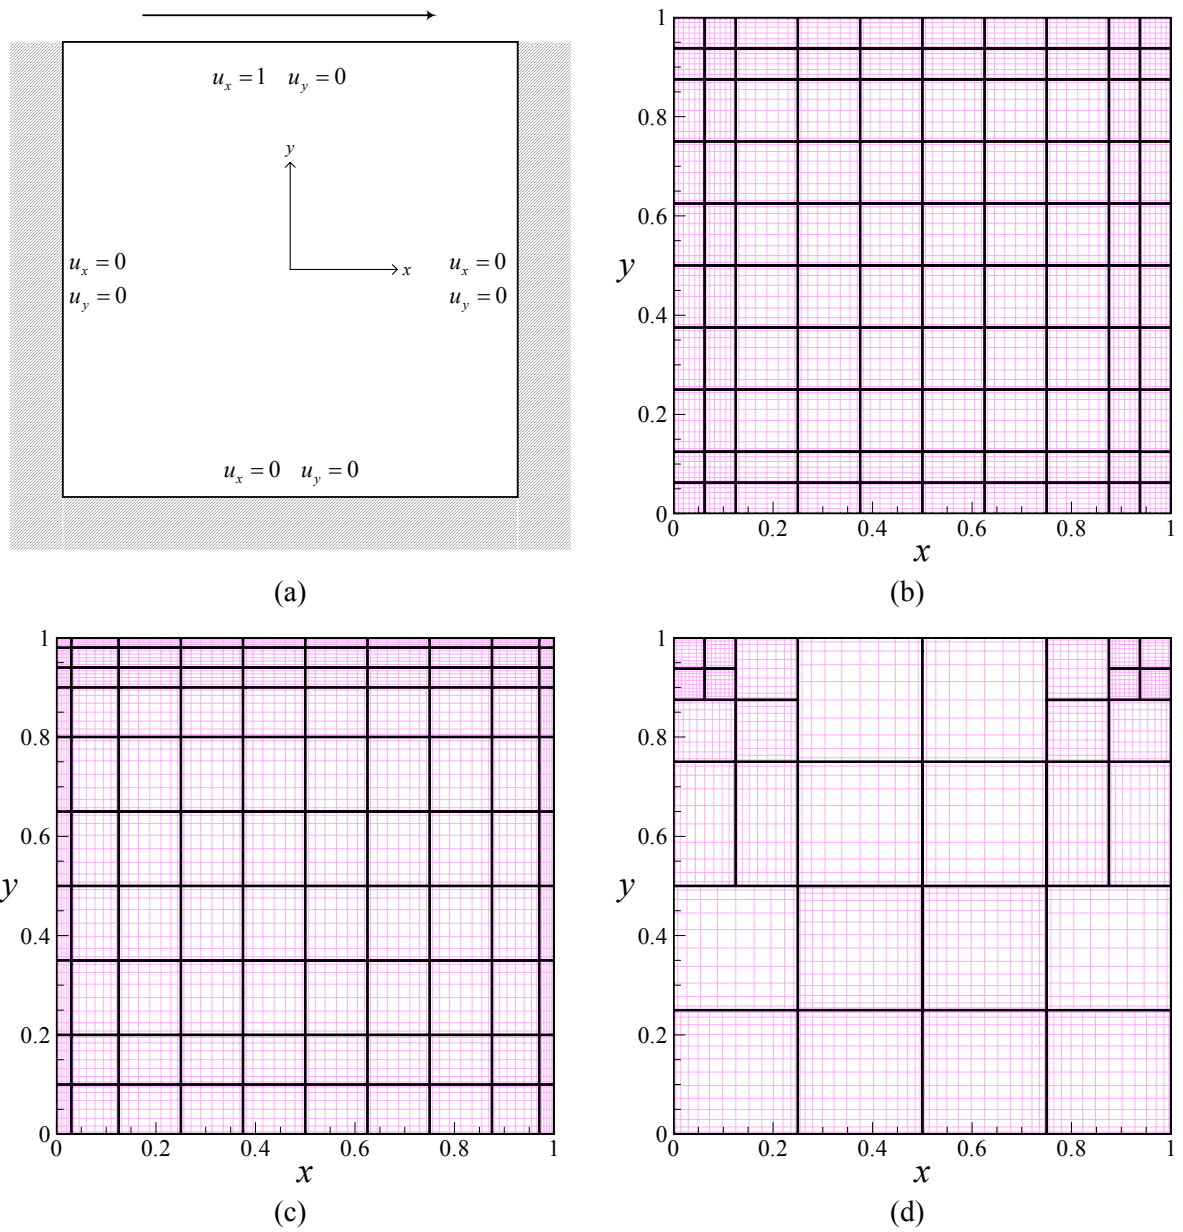 u_x = 1 u_y = 0
y
x
u_x = 0
u_y = 0
u_x = 0
u_y = 0
u_x = 0 u_y = 0
(a)
1
0.8
0.6
y
0.4
0.2
0
0 0.2 0.4 0.6 0.8 1
x
(b)
1
0.8
0.6
y
0.4
0.2
0
0 0.2 0.4 0.6 0.8 1
x
(c)
1
0.8
0.6
y
0.4
0.2
0
0 0.2 0.4 0.6 0.8 1
x
(d)